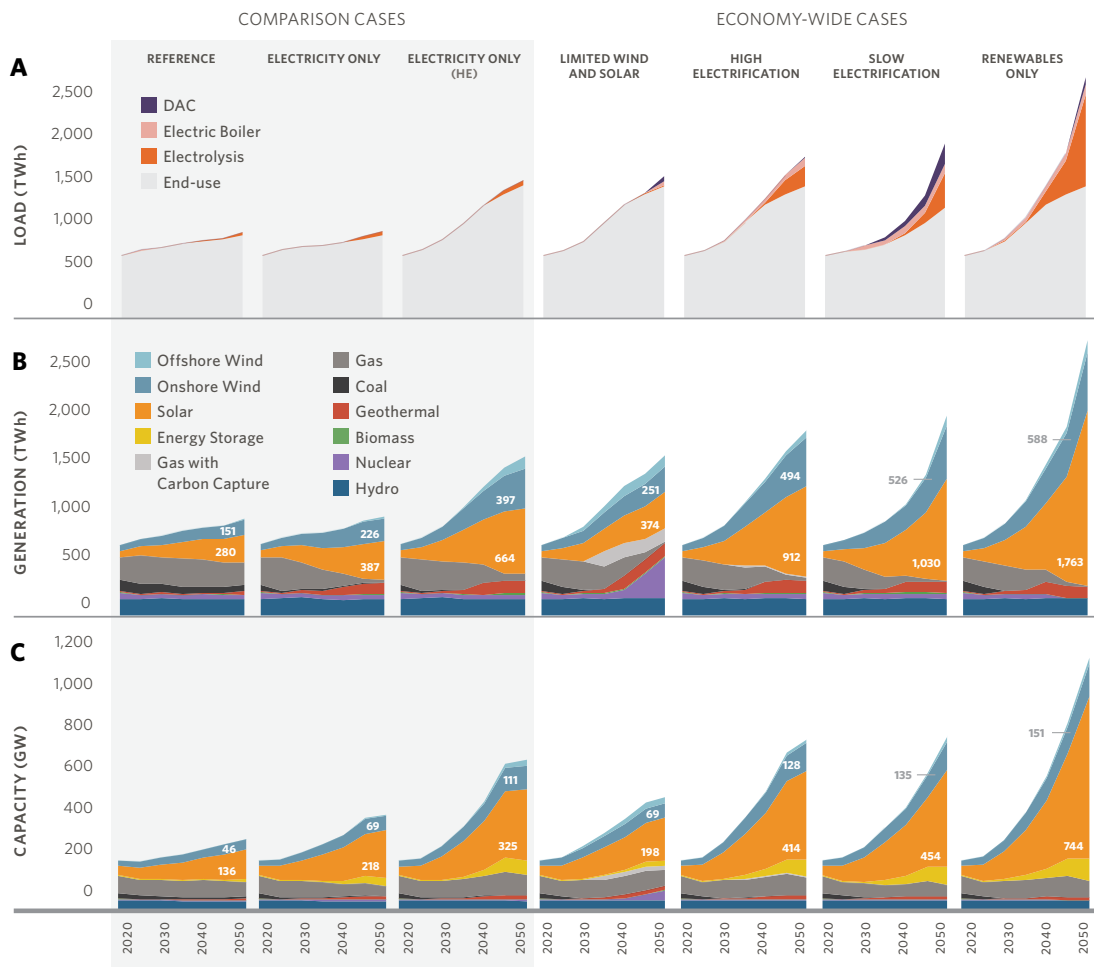 COMPARISON CASES
ECONOMY-WIDE CASES
A
REFERENCE
ELECTRICITY ONLY
ELECTRICITY ONLY
(HE)
LIMITED WIND
AND SOLAR
HIGH
ELECTRIFICATION
SLOW
ELECTRIFICATION
RENEWABLES
ONLY
LOAD (TWh)
2,500
2,000
1,500
1,000
500
0
DAC
Electric Boiler
Electrolysis
End-use
B
GENERATION (TWh)
2,500
2,000
1,500
1,000
500
0
Offshore Wind
Onshore Wind
Solar
Energy Storage
Gas with
Carbon Capture
Gas
Coal
Geothermal
Biomass
Nuclear
Hydro
151
280
226
387
397
664
251
374
494
912
526
1,030
588
1,763
C
CAPACITY (GW)
1,200
1,000
800
600
400
200
0
46
136
69
218
111
325
69
198
128
414
135
454
151
744
2020
2030
2040
2050
2020
2030
2040
2050
2020
2030
2040
2050
2020
2030
2040
2050
2020
2030
2040
2050
2020
2030
2040
2050
2020
2030
2040
2050